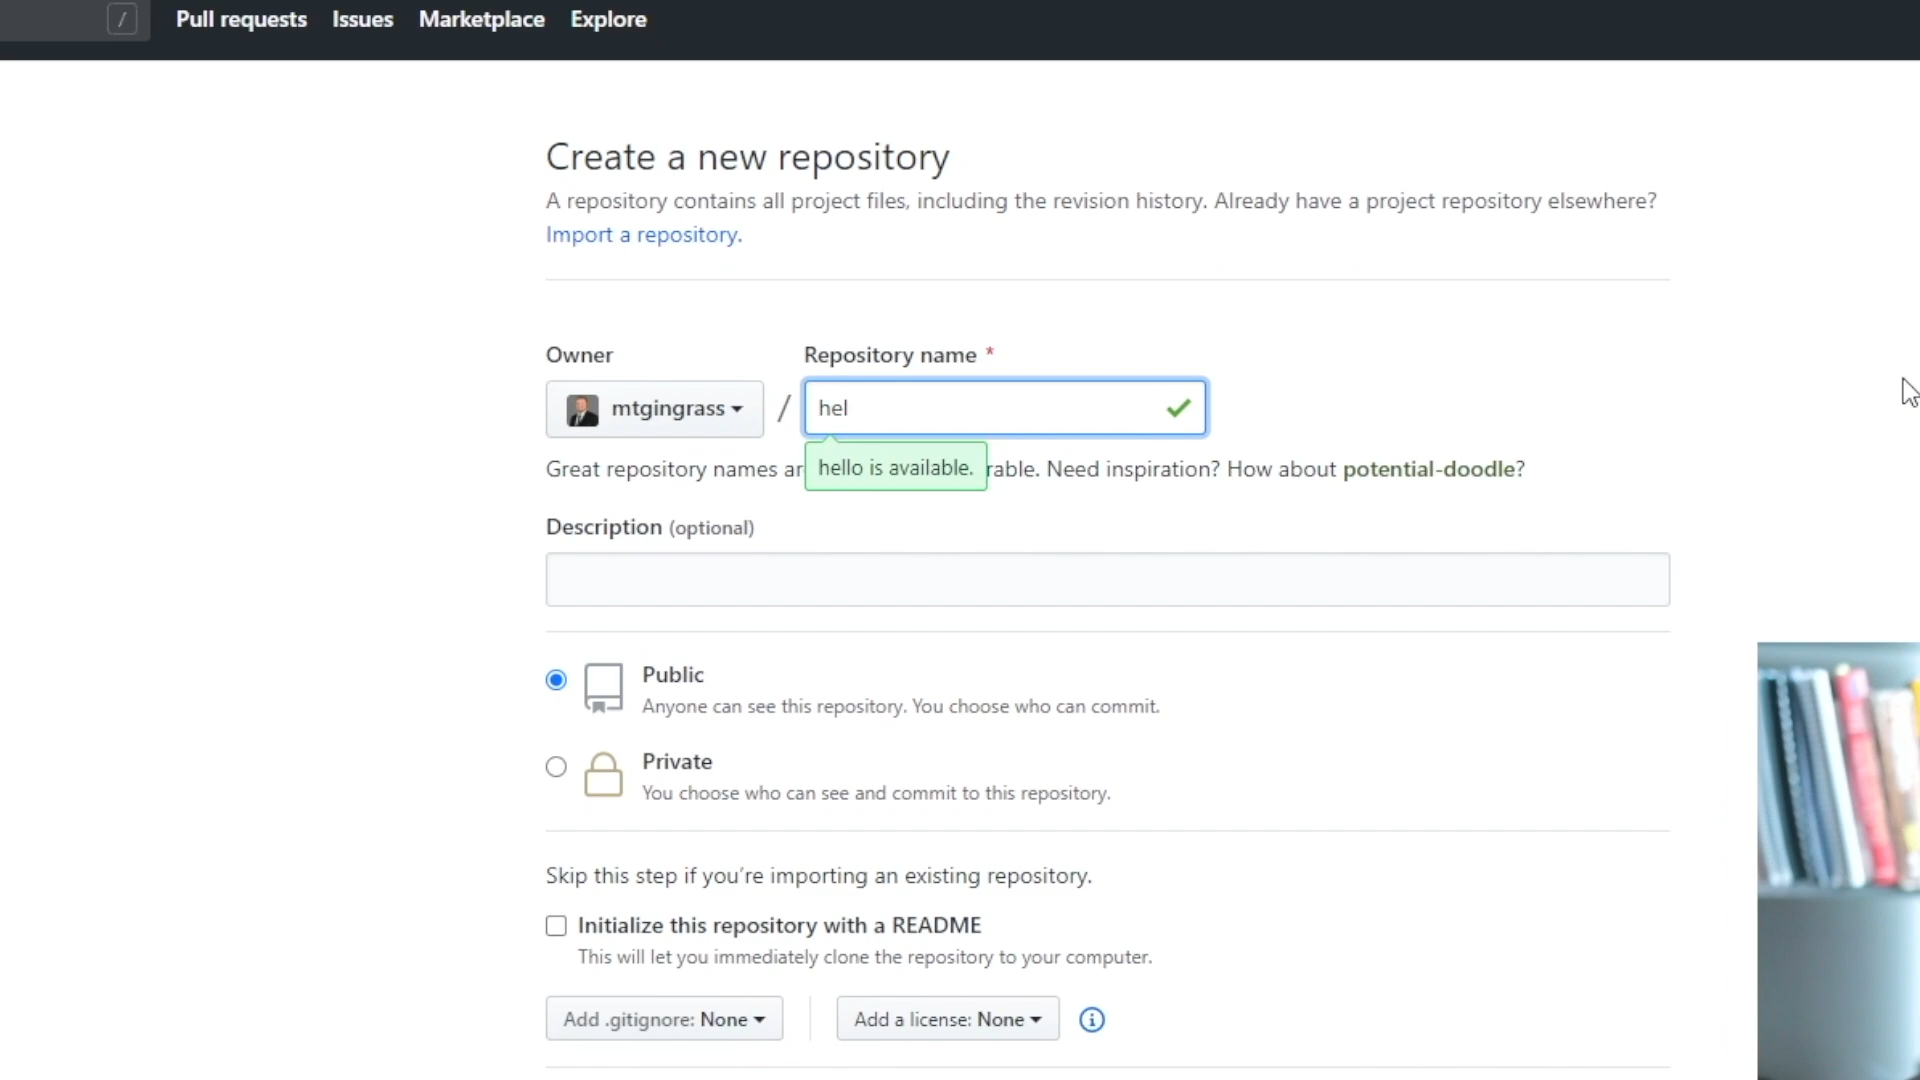 / Pull requests Issues Marketplace Explore
Create a new repository
A repository contains all project files, including the revision history. Already have a project repository elsewhere?
Import a repository.
Owner Repository name *
mtgingrass / hel
hello is available.
Great repository names ar rable. Need inspiration? How about potential-doodle?
Description (optional)
Public
Anyone can see this repository. You choose who can commit.
Private
You choose who can see and commit to this repository.
Skip this step if you’re importing an existing repository.
Initialize this repository with a README
This will let you immediately clone the repository to your computer.
Add .gitignore: None Add a license: None